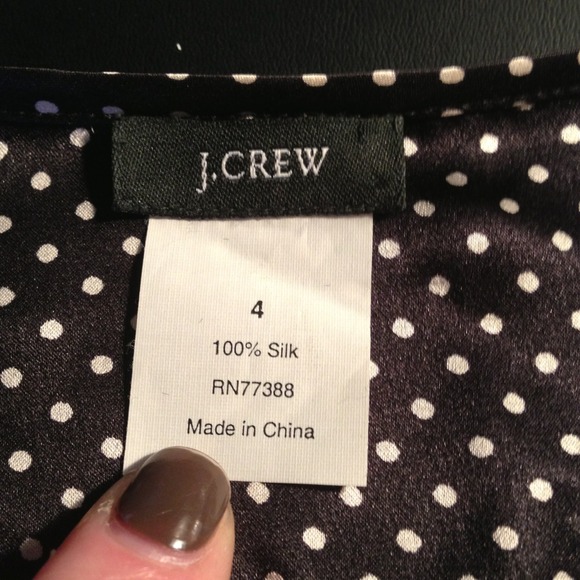 J.CREW
4
100% Silk
RN77388
Made in China